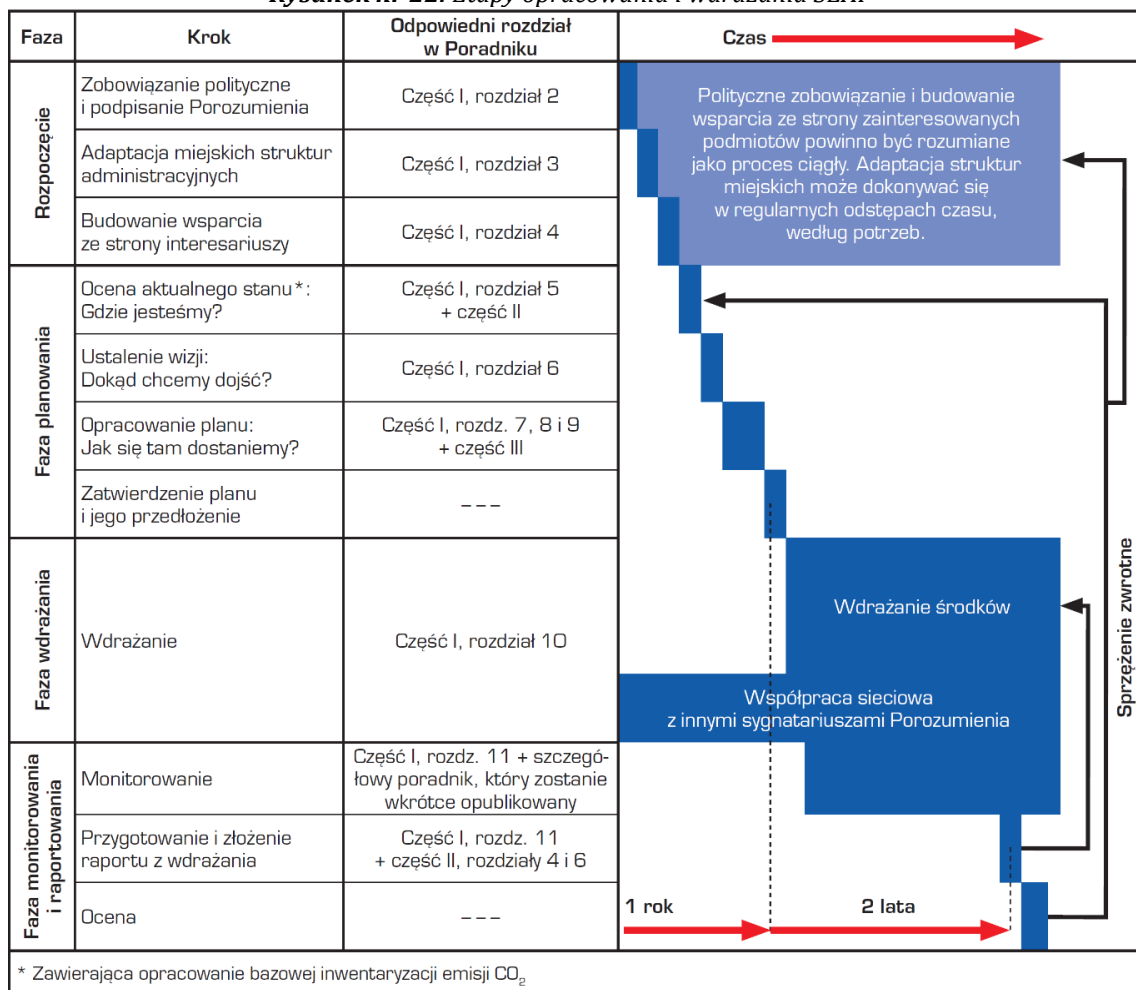 Faza
Krok
Odpowiedni rozdział
w Poradniku
Czas
Rozpoczęcie
Zobowiązanie polityczne
i podpisanie Porozumienia
Część I, rozdział 2
Adaptacja miejskich struktur
administracyjnych
Część I, rozdział 3
Budowanie wsparcia
ze strony interesariuszy
Część I, rozdział 4
Polityczne zobowiązanie i budowanie
wsparcia ze strony zainteresowanych
podmiotów powinno być rozumiane
jako proces ciągły. Adaptacja struktur
miejskich może dokonywać się
w regularnych odstępach czasu,
według potrzeb.
Faza planowania
Ocena aktualnego stanu*:
Gdzie jesteśmy?
Część I, rozdział 5
+ część II
Ustalenie wizji:
Dokąd chcemy dojść?
Część I, rozdział 6
Opracowanie planu:
Jak się tam dostaniemy?
Część I, rozdz. 7, 8 i 9
+ część III
Zatwierdzenie planu
i jego przedłożenie
– – –
Faza wdrażania
Wdrażanie
Część I, rozdział 10
Wdrażanie środków
Współpraca sieciowa
z innymi sygnatariuszami Porozumienia
Sprzężenie zwrotne
Faza monitorowania
i raportowania
Monitorowanie
Część I, rozdz. 11 + szczegó-
łowy poradnik, który zostanie
wkrótce opublikowany
Przygotowanie i złożenie
raportu z wdrażania
Część I, rozdz. 11
+ część II, rozdziały 4 i 6
Ocena
– – –
1 rok
2 lata
* Zawierająca opracowanie bazowej inwentaryzacji emisji CO₂